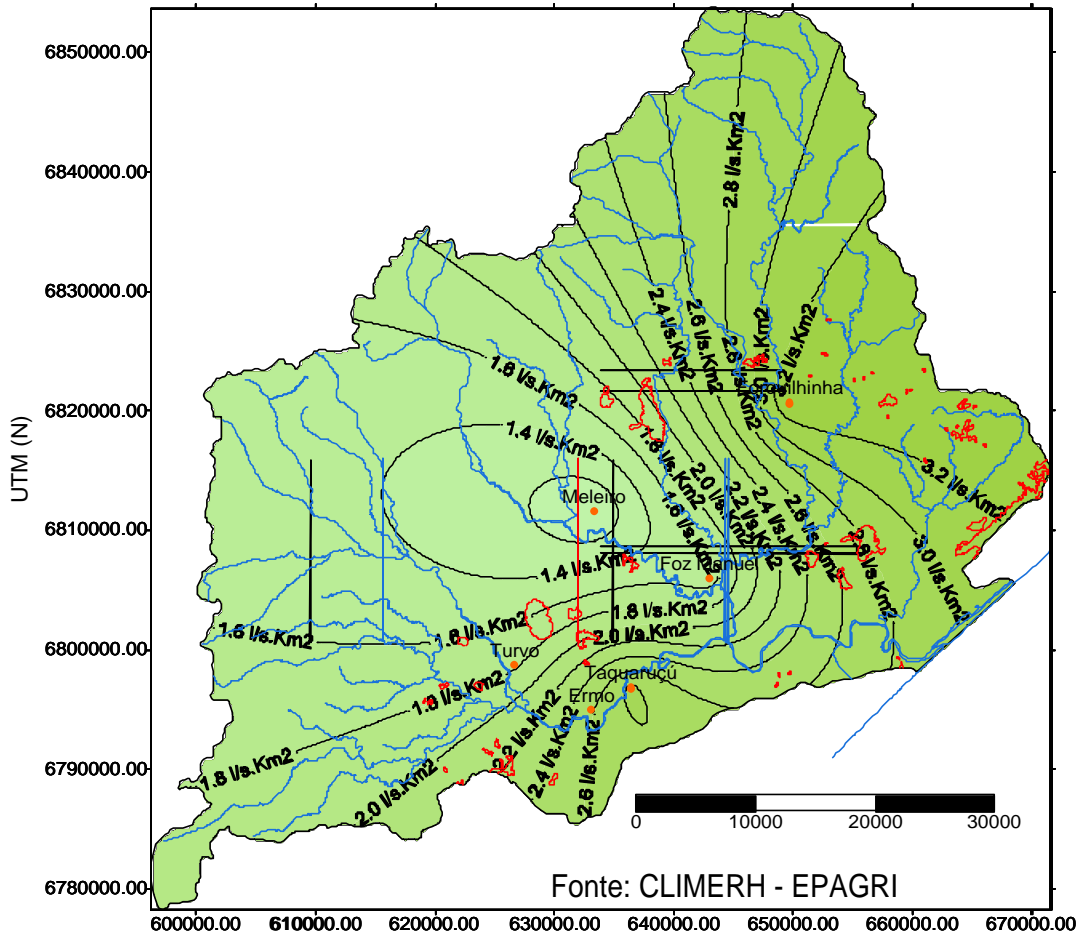 6850000.00
6840000.00
6830000.00
6820000.00
6810000.00
6800000.00
6790000.00
6780000.00
UTM (N)
2.8 l/s.Km2
2.4 l/s.Km2
2.6 l/s.Km2
2.6 l/s.Km2
1.6 l/s.Km2
1.4 l/s.Km2
1.8 l/s.Km2
2.0 l/s.Km2
1.6 l/s.Km2
2.2 l/s.Km2
2.4 l/s.Km2
2.6 l/s.Km2
3.2 l/s.Km2
3.0 l/s.Km2
Meleiro
1.4 l/s.Km2
Foz Manuel
1.8 l/s.Km2
2.0 l/s.Km2
1.6 l/s.Km2
1.6 l/s.Km2
Turvo
Taquaruçú
Ermo
1.8 l/s.Km2
1.8 l/s.Km2
2.0 l/s.Km2
2.2 l/s.Km2
2.4 l/s.Km2
2.6 l/s.Km2
0 10000 20000 30000
Fonte: CLIMERH - EPAGRI
600000.00 610000.00 620000.00 630000.00 640000.00 650000.00 660000.00 670000.00